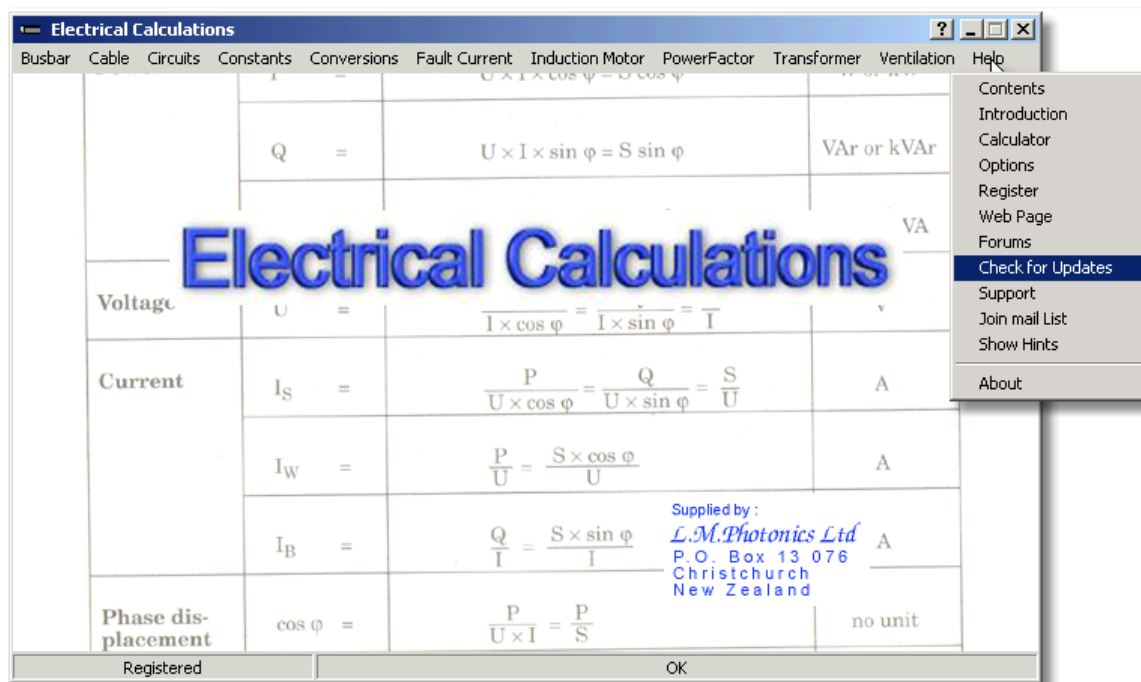 Electrical Calculations
Busbar Cable Circuits Constants Conversions Fault Current Induction Motor PowerFactor Transformer Ventilation Help
Contents
Introduction
Calculator
Options
Register
Web Page
Forums
Check for Updates
Support
Join mail List
Show Hints
About
Q = U × I × sin φ = S sin φ VAr or kVAr
VA
Electrical Calculations
Voltage U = I × cos φ = I × sin φ = I V
Current I_S = P/(U × cos φ) = Q/(U × sin φ) = S/U A
I_W = P/U = (S × cos φ)/U A
I_B = Q/I = (S × sin φ)/I A
Supplied by :
L.M.Photonics Ltd
P.O. Box 13 076
Christchurch
New Zealand
Phase dis-
placement cos φ = P/(U × I) = P/S no unit
Registered OK